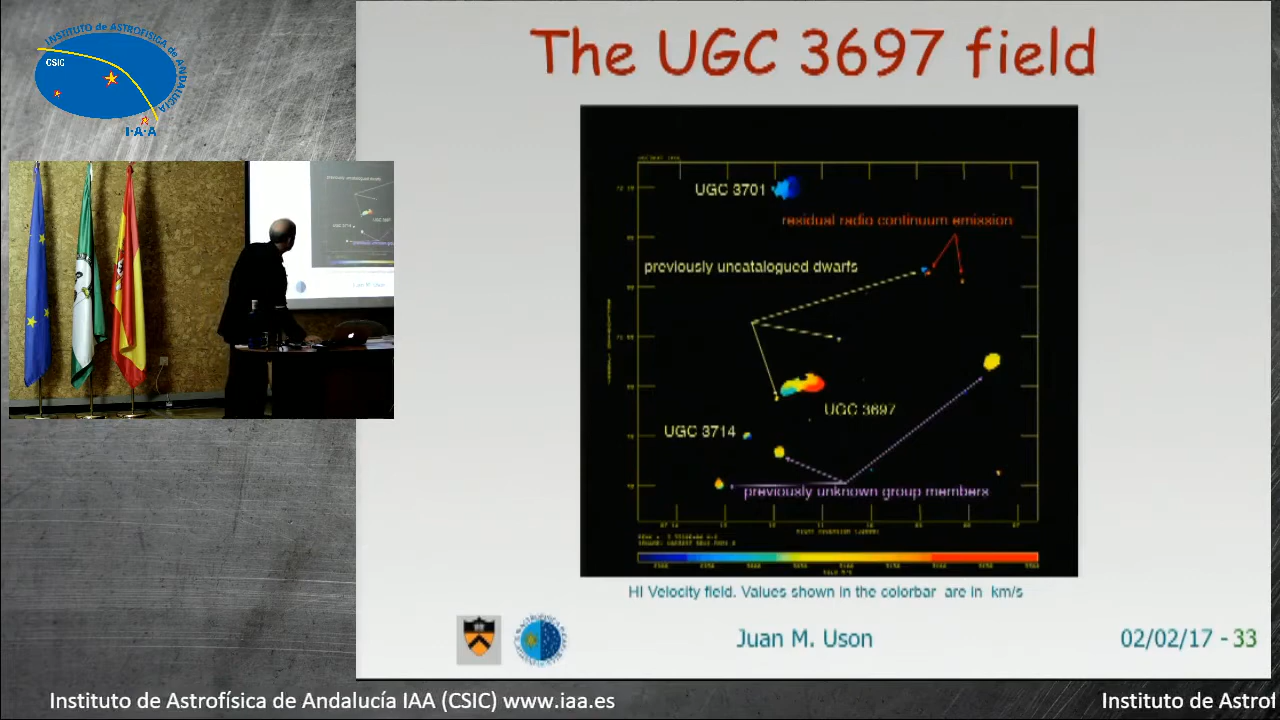 INSTITUTO de ASTROFÍSICA de ANDALUCÍA
CSIC
I·A·A
The UGC 3697 field
UGC 3701
residual radio continuum emission
previously uncatalogued dwarfs
UGC 3697
UGC 3714
previously unknown group members
HI Velocity field. Values shown in the colorbar are in km/s
Juan M. Uson
02/02/17 - 33
Instituto de Astrofísica de Andalucía IAA (CSIC) www.iaa.es
Instituto de Astrof